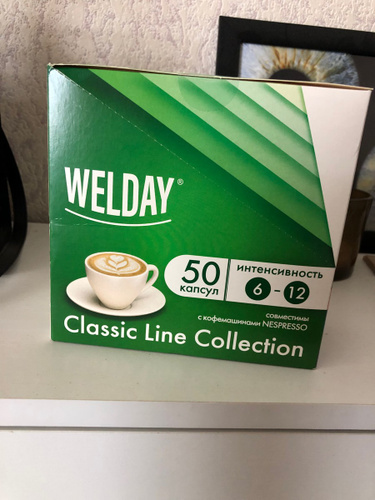 WELDAY®
50
капсул
интенсивность
6 - 12
совместимы
с кофемашинами NESPRESSO
Classic Line Collection